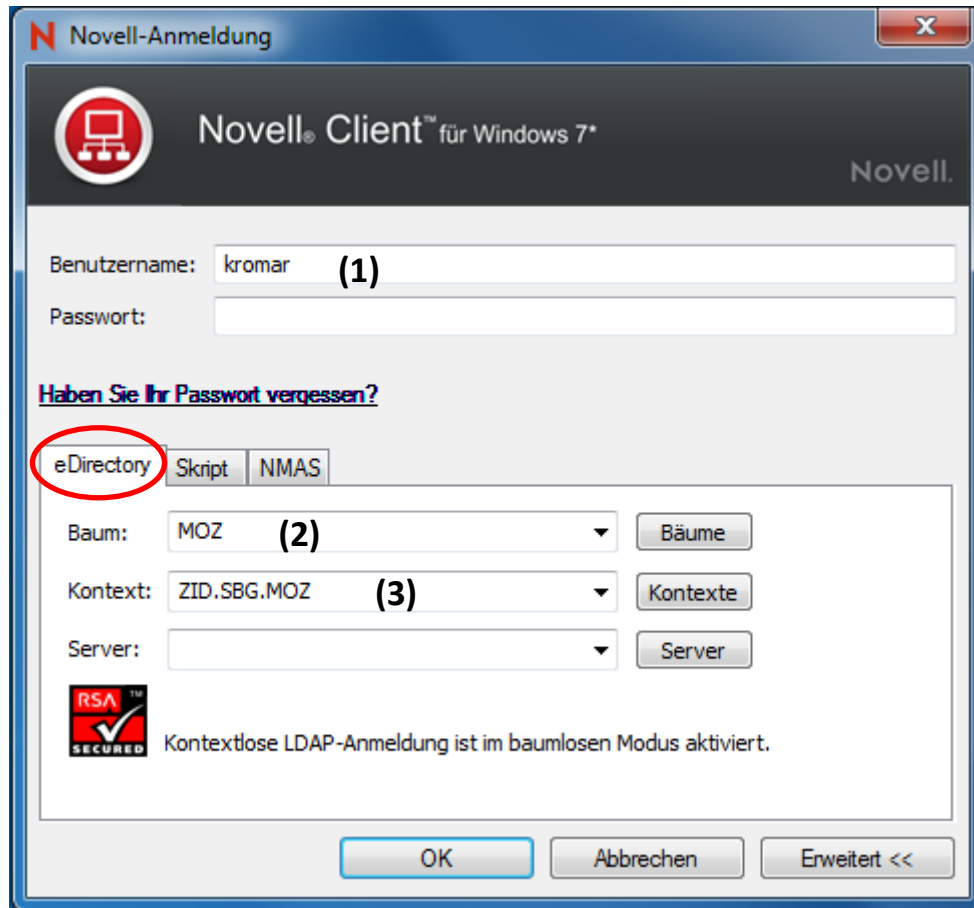 Novell-Anmeldung
Novell® Client™ für Windows 7*
Novell.
Benutzername: kromar (1)
Passwort:
Haben Sie Ihr Passwort vergessen?
eDirectory Skript NMAS
Baum: MOZ (2) Bäume
Kontext: ZID.SBG.MOZ (3) Kontexte
Server: Server
RSA ™
SECURED
Kontextlose LDAP-Anmeldung ist im baumlosen Modus aktiviert.
OK Abbrechen Erweitert <<